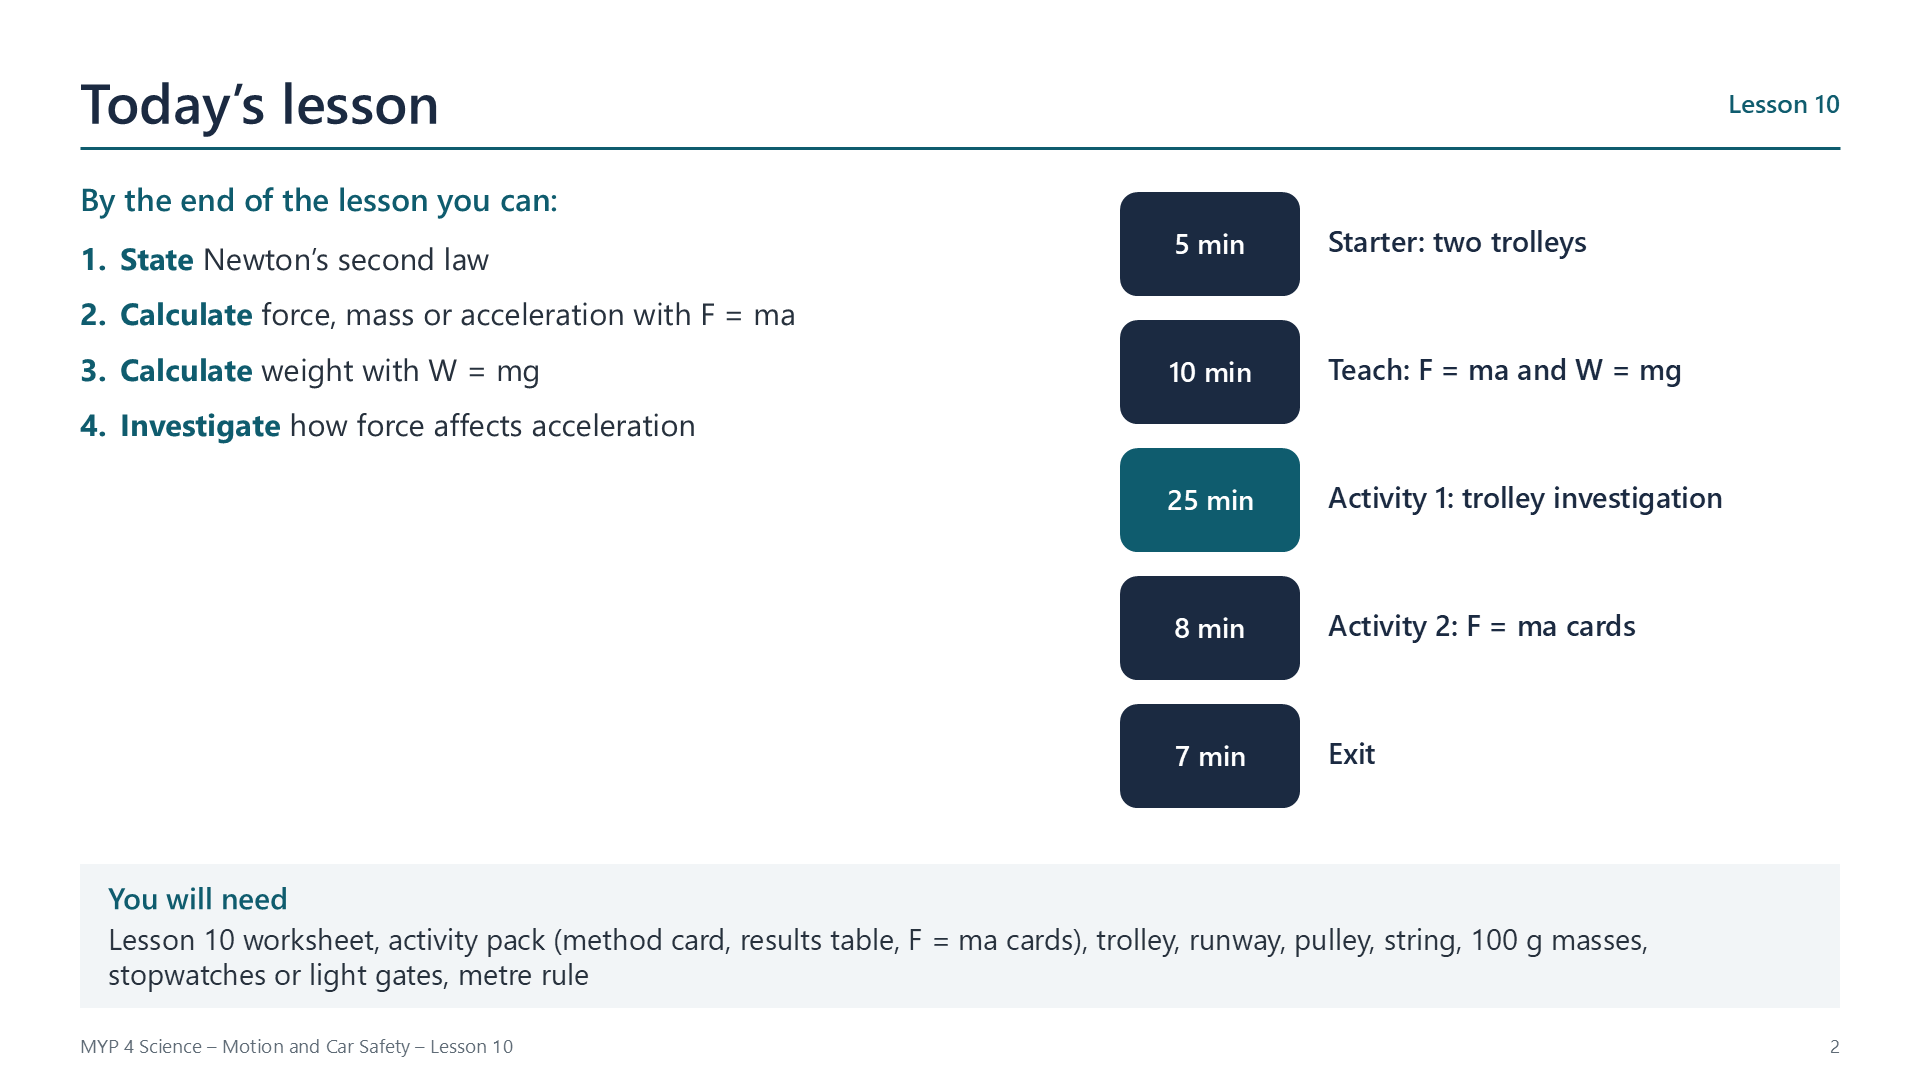 Today’s lesson
Lesson 10
By the end of the lesson you can:
1. State Newton’s second law
2. Calculate force, mass or acceleration with F = ma
3. Calculate weight with W = mg
4. Investigate how force affects acceleration
5 min
Starter: two trolleys
10 min
Teach: F = ma and W = mg
25 min
Activity 1: trolley investigation
8 min
Activity 2: F = ma cards
7 min
Exit
You will need
Lesson 10 worksheet, activity pack (method card, results table, F = ma cards), trolley, runway, pulley, string, 100 g masses,
stopwatches or light gates, metre rule
MYP 4 Science – Motion and Car Safety – Lesson 10
2